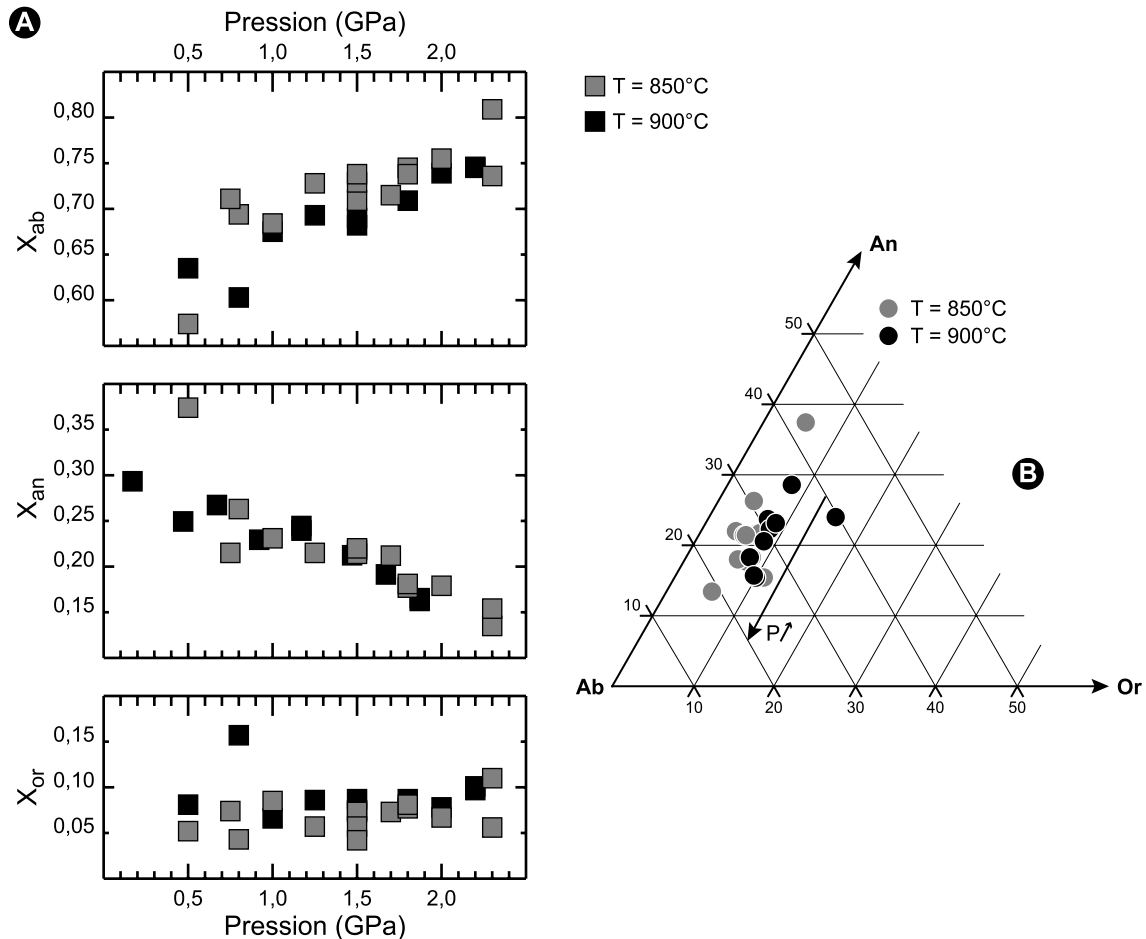 A
Pression (GPa)
0,5 1,0 1,5 2,0
0,80
0,75
0,70
0,65
0,60
Xab
T = 850°C
T = 900°C
0,35
0,30
0,25
0,20
0,15
Xan
0,15
0,10
0,05
Xor
0,5 1,0 1,5 2,0
Pression (GPa)
An
T = 850°C
T = 900°C
50
40
30
20
10
B
P↗
Ab
Or
10 20 30 40 50